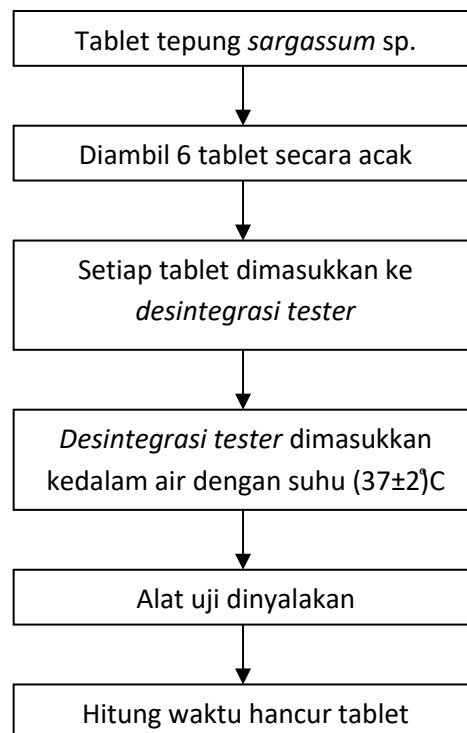 Tablet tepung sargassum sp.
Diambil 6 tablet secara acak
Setiap tablet dimasukkan ke
desintegrasi tester
Desintegrasi tester dimasukkan
kedalam air dengan suhu (37±2)°C
Alat uji dinyalakan
Hitung waktu hancur tablet